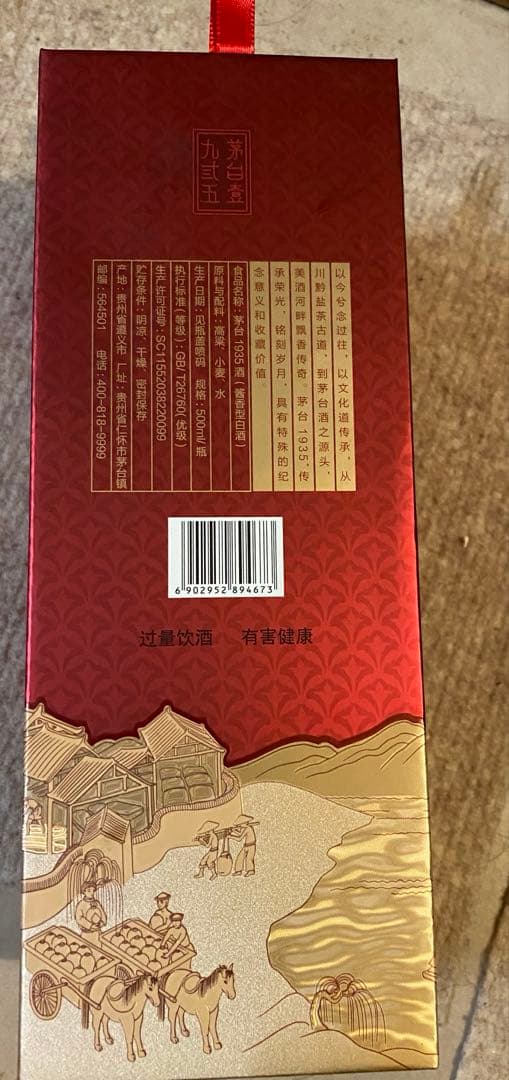 茅台壹
九弎五
以今兮念过往，以文化道传承，从
川黔盐茶古道，到茅台酒之源头，
美酒河畔飘香传奇。茅台1935，传
承荣光，铭刻岁月，具有特殊的纪
念意义和收藏价值。
食品名称：茅台1935酒(酱香型白酒)
原料与配料：高粱、小麦、水
生产日期：见瓶盖喷码 规格：500ml/瓶
执行标准(等级)：GB/T26760(优级)
生产许可证号：SC11552038220099
贮存条件：阴凉、干燥、密封保存
产地：贵州省遵义市 厂址：贵州省仁怀市茅台镇
邮编：564501 电话：400-818-9999
6 902952 894673
过量饮酒 有害健康